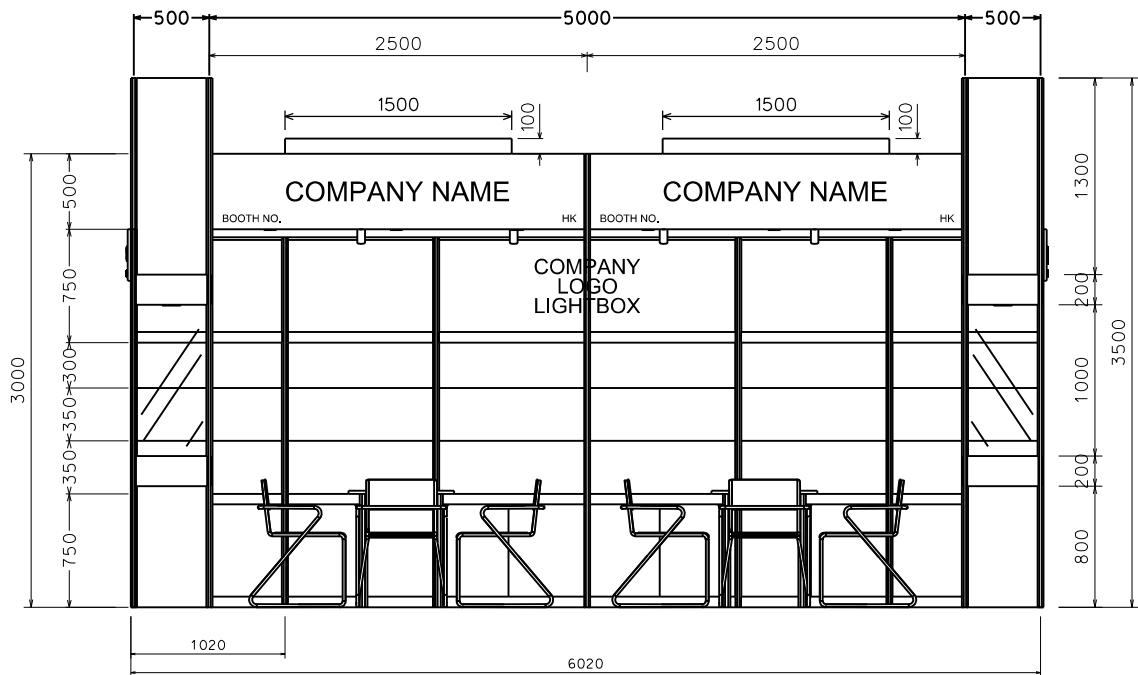 500
5000
500
2500
2500
1500
100
1500
100
COMPANY NAME
COMPANY NAME
BOOTH NO.
HK
BOOTH NO.
HK
COMPANY
LOGO
LIGHTBOX
3000
500
750
300
350
350
750
1300
200
1000
200
800
3500
1020
6020